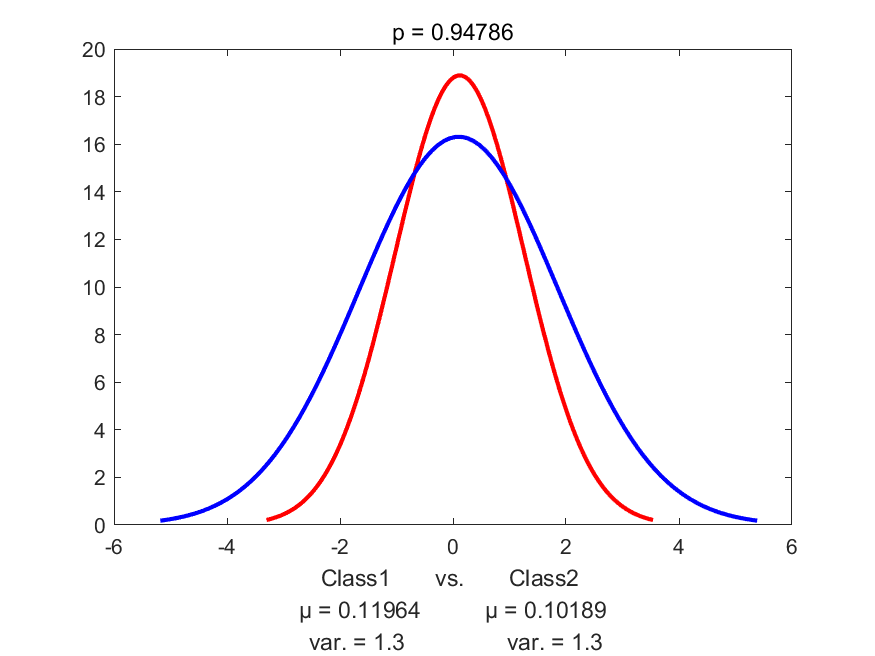 p = 0.94786
20
18
16
14
12
10
8
6
4
2
0
-6 -4 -2 0 2 4 6
Class1 vs. Class2
μ = 0.11964 μ = 0.10189
var. = 1.3 var. = 1.3